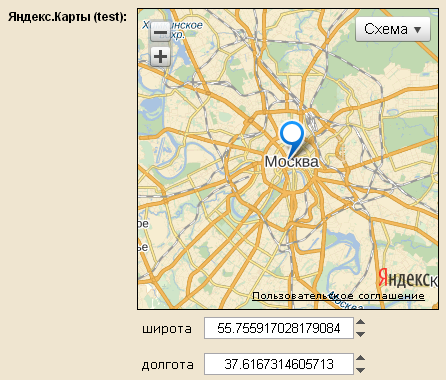 Яндекс.Карты (test):
Схема
Москва
Яндекс
Пользовательское соглашение
широта 55.755917028179084
долгота 37.6167314605713